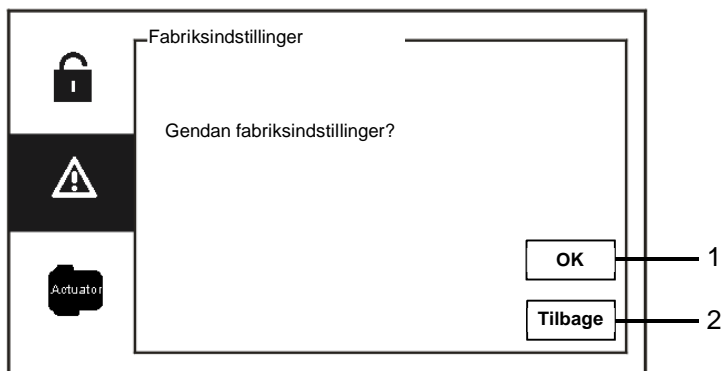 Fabriksindstillinger
Gendan fabriksindstillinger?
Actuator
OK
1
Tilbage
2